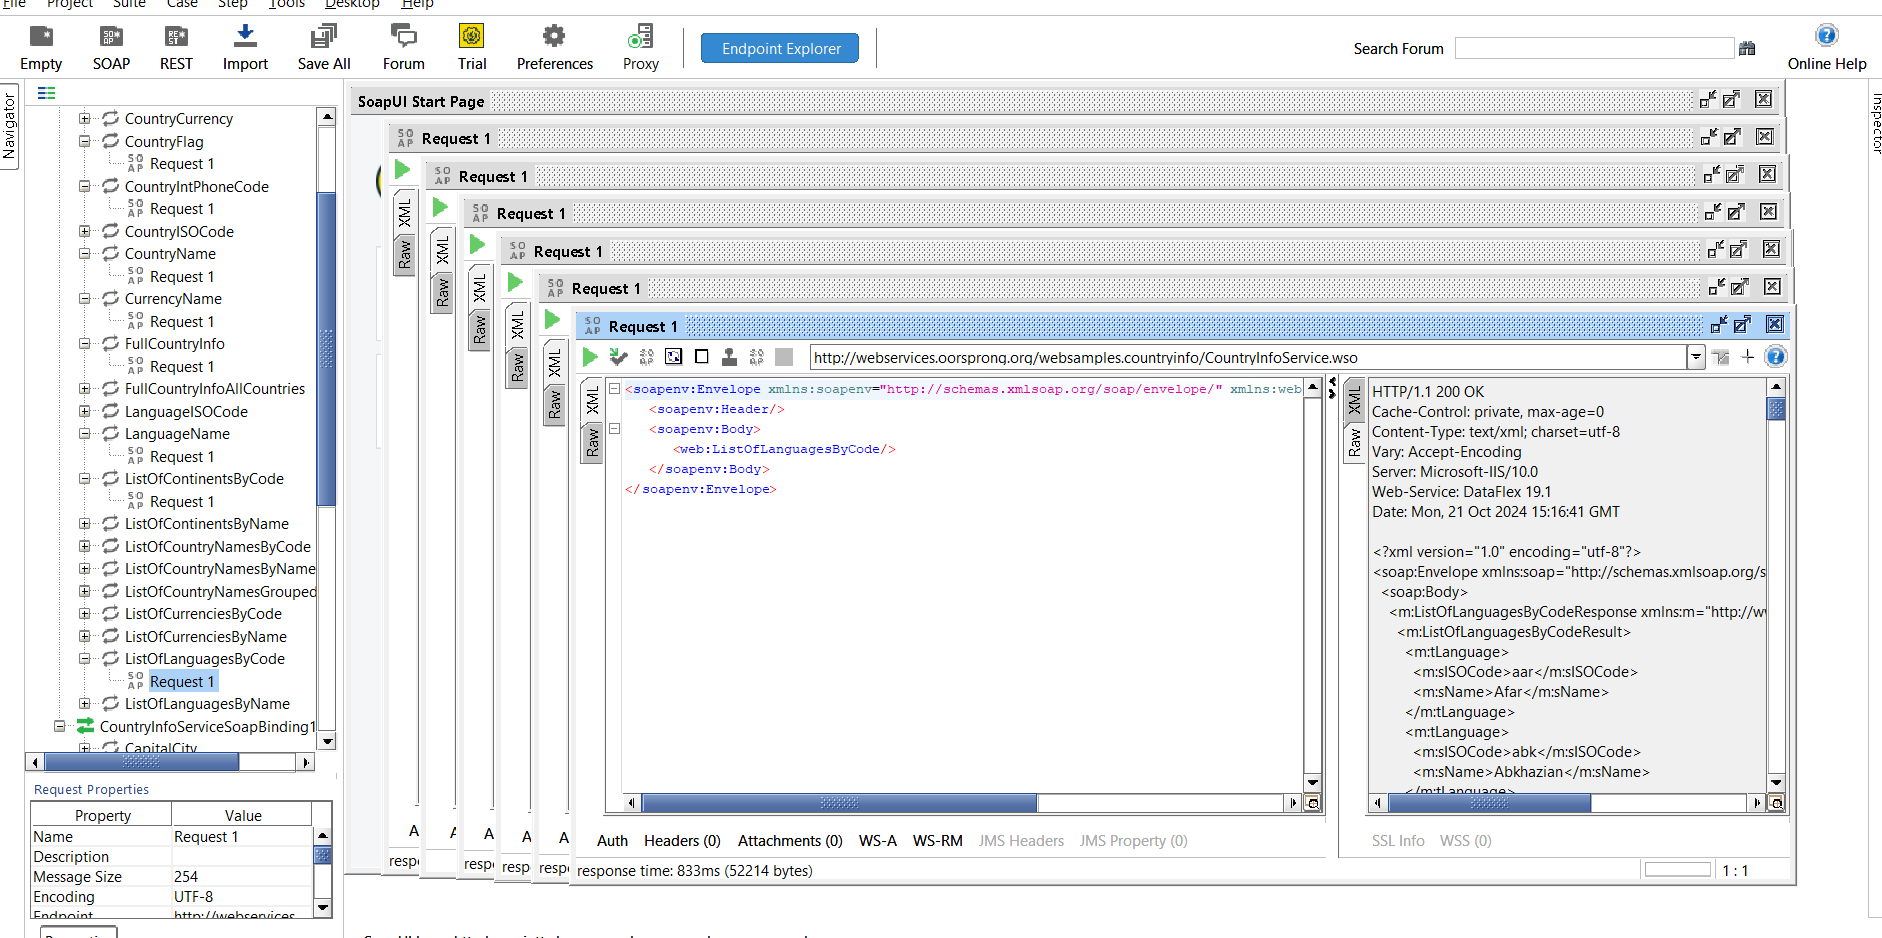 File Project Suite Case Step Tools Desktop Help
Empty SOAP REST Import Save All Forum Trial Preferences Proxy Endpoint Explorer Search Forum Online Help
Navigator
Inspector
CountryCurrency
CountryFlag
Request 1
CountryIntPhoneCode
Request 1
CountryISOCode
CountryName
Request 1
CurrencyName
Request 1
FullCountryInfo
Request 1
FullCountryInfoAllCountries
LanguageISOCode
LanguageName
Request 1
ListOfContinentsByCode
Request 1
ListOfContinentsByName
ListOfCountryNamesByCode
ListOfCountryNamesByName
ListOfCountryNamesGrouped
ListOfCurrenciesByCode
ListOfCurrenciesByName
ListOfLanguagesByCode
Request 1
ListOfLanguagesByName
CountryInfoServiceSoapBinding1
CapitalCity
Request Properties
Property Value
Name Request 1
Description
Message Size 254
Encoding UTF-8
Endpoint http://webservices
SoapUI Start Page
Request 1
XML
Raw
Request 1
XML
Raw
Request 1
XML
Raw
Request 1
XML
Raw
Request 1
XML
Raw
Request 1
http://webservices.oorsprong.org/websamples.countryinfo/CountryInfoService.wso
XML
Raw
<soapenv:Envelope xmlns:soapenv="http://schemas.xmlsoap.org/soap/envelope/" xmlns:web
<soapenv:Header/>
<soapenv:Body>
<web:ListOfLanguagesByCode/>
</soapenv:Body>
</soapenv:Envelope>
XML
Raw
HTTP/1.1 200 OK
Cache-Control: private, max-age=0
Content-Type: text/xml; charset=utf-8
Vary: Accept-Encoding
Server: Microsoft-IIS/10.0
Web-Service: DataFlex 19.1
Date: Mon, 21 Oct 2024 15:16:41 GMT
<?xml version="1.0" encoding="utf-8"?>
<soap:Envelope xmlns:soap="http://schemas.xmlsoap.org/s
<soap:Body>
<m:ListOfLanguagesByCodeResponse xmlns:m="http://w
<m:ListOfLanguagesByCodeResult>
<m:tLanguage>
<m:sISOCode>aar</m:sISOCode>
<m:sName>Afar</m:sName>
</m:tLanguage>
<m:tLanguage>
<m:sISOCode>abk</m:sISOCode>
<m:sName>Abkhazian</m:sName>
</m:tLanguage>
A A A A A Auth Headers (0) Attachments (0) WS-A WS-RM JMS Headers JMS Property (0) SSL Info WSS (0)
respo resp resp resp response time: 833ms (52214 bytes) 1 : 1